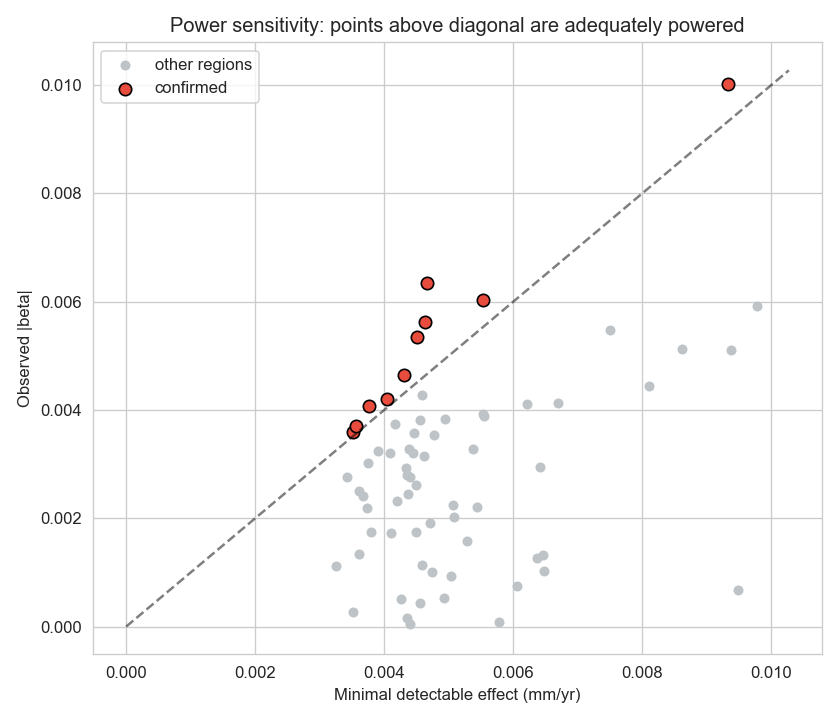 Power sensitivity: points above diagonal are adequately powered
other regions
confirmed
0.010
0.008
0.006
0.004
0.002
0.000
Observed |beta|
0.000 0.002 0.004 0.006 0.008 0.010
Minimal detectable effect (mm/yr)